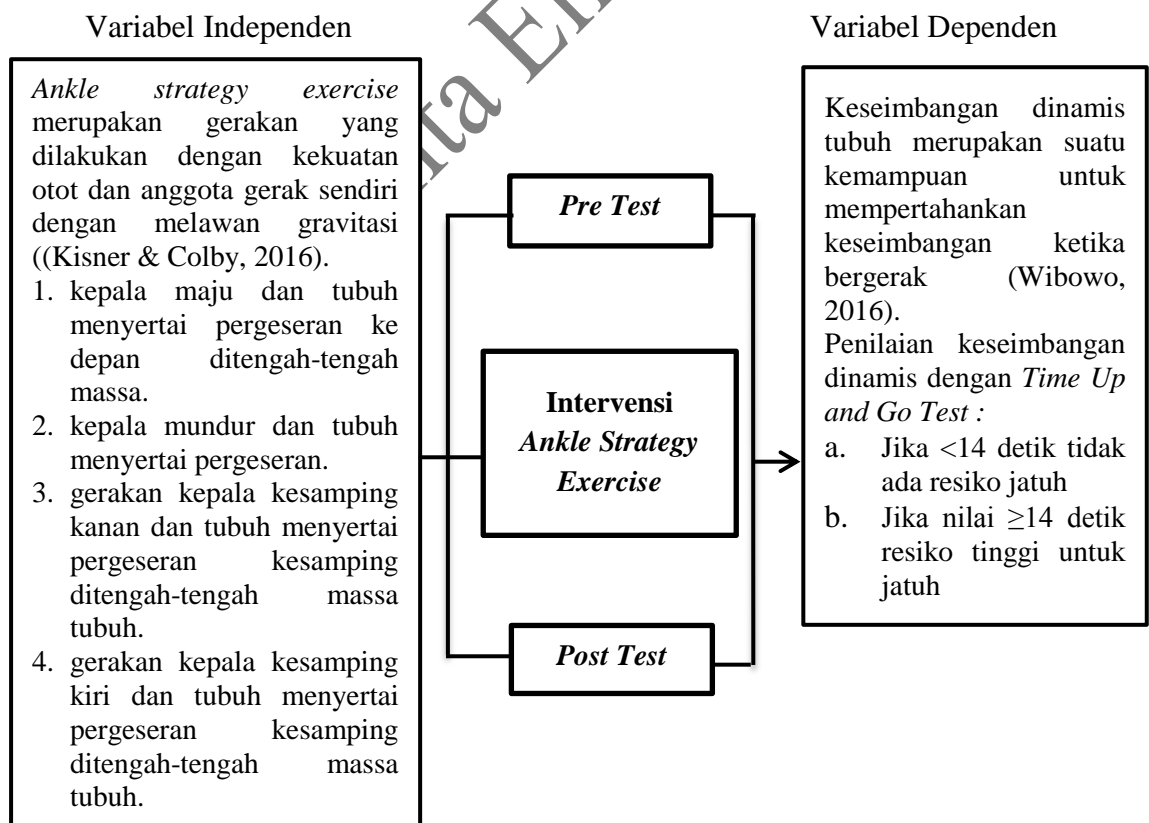 Variabel Independen
Variabel Dependen
Ankle strategy exercise
merupakan gerakan yang
dilakukan dengan kekuatan
otot dan anggota gerak sendiri
dengan melawan gravitasi
((Kisner & Colby, 2016).
1. kepala maju dan tubuh
menyertai pergeseran ke
depan ditengah-tengah
massa.
2. kepala mundur dan tubuh
menyertai pergeseran.
3. gerakan kepala kesamping
kanan dan tubuh menyertai
pergeseran kesamping
ditengah-tengah massa
tubuh.
4. gerakan kepala kesamping
kiri dan tubuh menyertai
pergeseran kesamping
ditengah-tengah massa
tubuh.
Pre Test
Intervensi
Ankle Strategy
Exercise
Post Test
Keseimbangan dinamis
tubuh merupakan suatu
kemampuan untuk
mempertahankan
keseimbangan ketika
bergerak (Wibowo,
2016).
Penilaian keseimbangan
dinamis dengan Time Up
and Go Test :
a. Jika <14 detik tidak
ada resiko jatuh
b. Jika nilai ≥14 detik
resiko tinggi untuk
jatuh